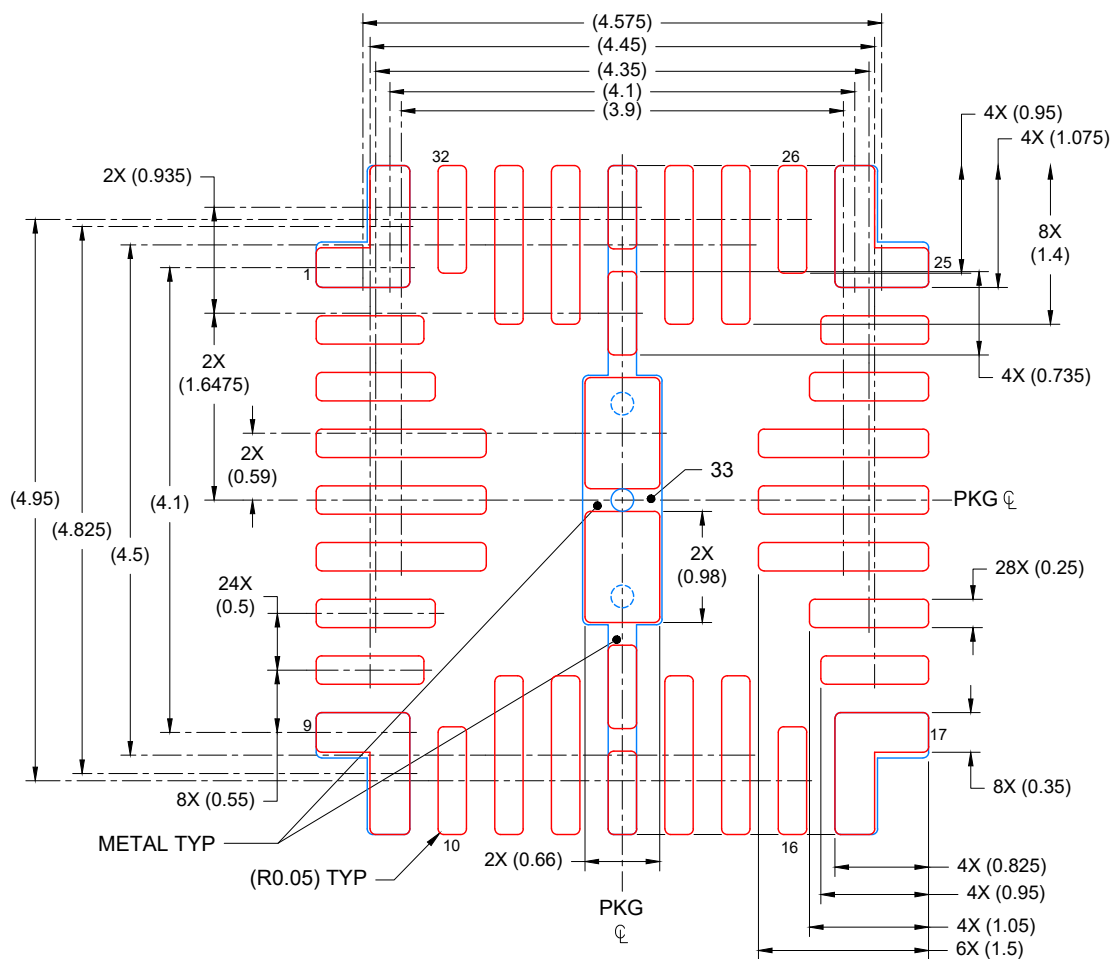 (4.575)
(4.45)
(4.35)
(4.1)
(3.9)
4X (0.95)
4X (1.075)
32
26
2X (0.935)
8X
(1.4)
1
25
2X
(1.6475)
4X (0.735)
2X
(0.59)
33
(4.95)
(4.1)
PKG ℄
(4.825)
(4.5)
2X
(0.98)
24X
(0.5)
28X (0.25)
9
17
8X (0.55)
8X (0.35)
METAL TYP
10
16
2X (0.66)
4X (0.825)
(R0.05) TYP
4X (0.95)
PKG
℄
4X (1.05)
6X (1.5)